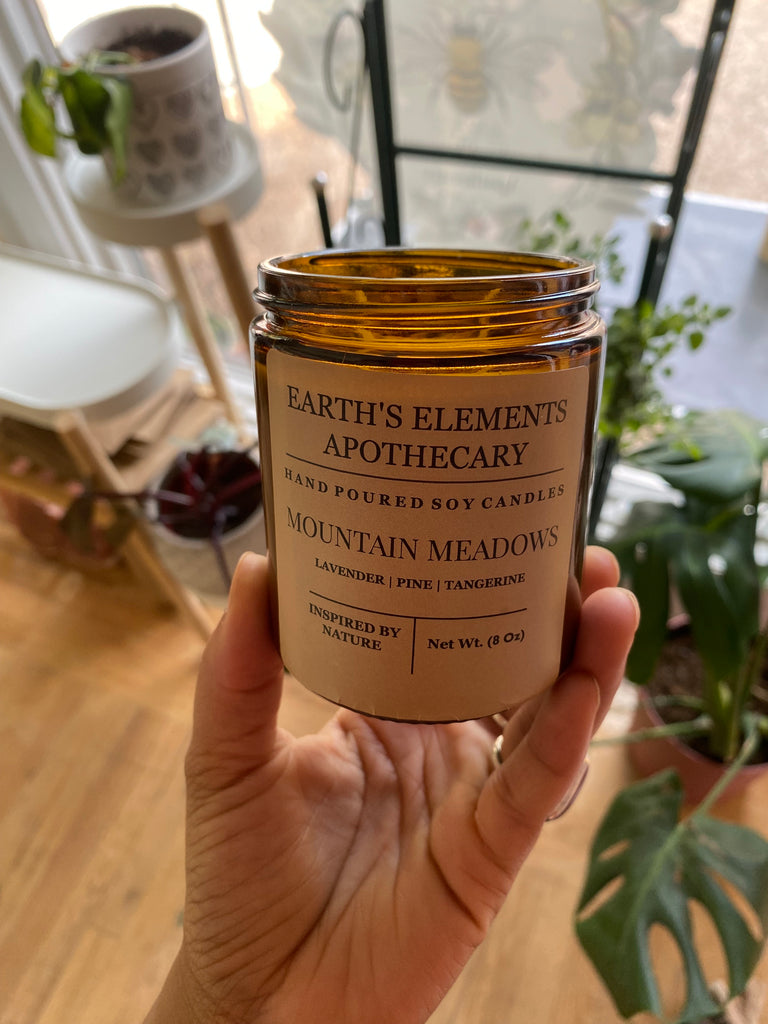 EARTH'S ELEMENTS
APOTHECARY
HAND POURED SOY CANDLES
MOUNTAIN MEADOWS
LAVENDER | PINE | TANGERINE
INSPIRED BY
NATURE
Net Wt. (8 Oz)